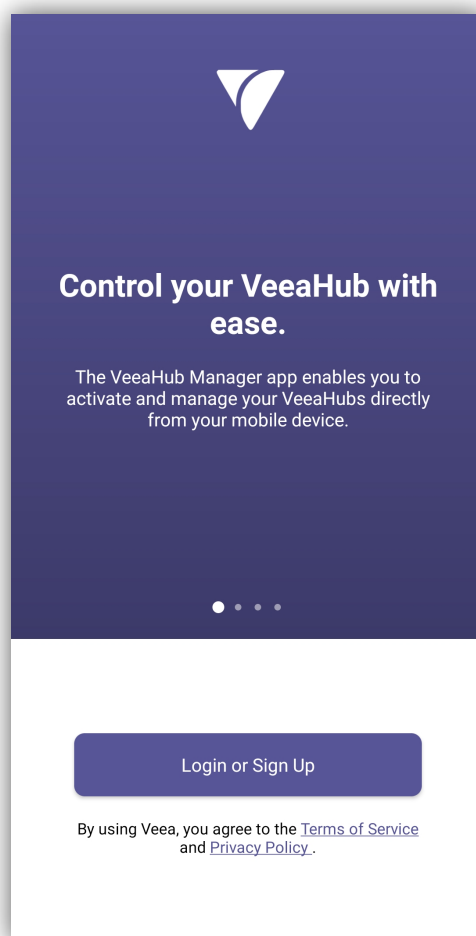 Control your VeeaHub with
ease.
The VeeaHub Manager app enables you to
activate and manage your VeeaHubs directly
from your mobile device.
Login or Sign Up
By using Veea, you agree to the Terms of Service
and Privacy Policy .